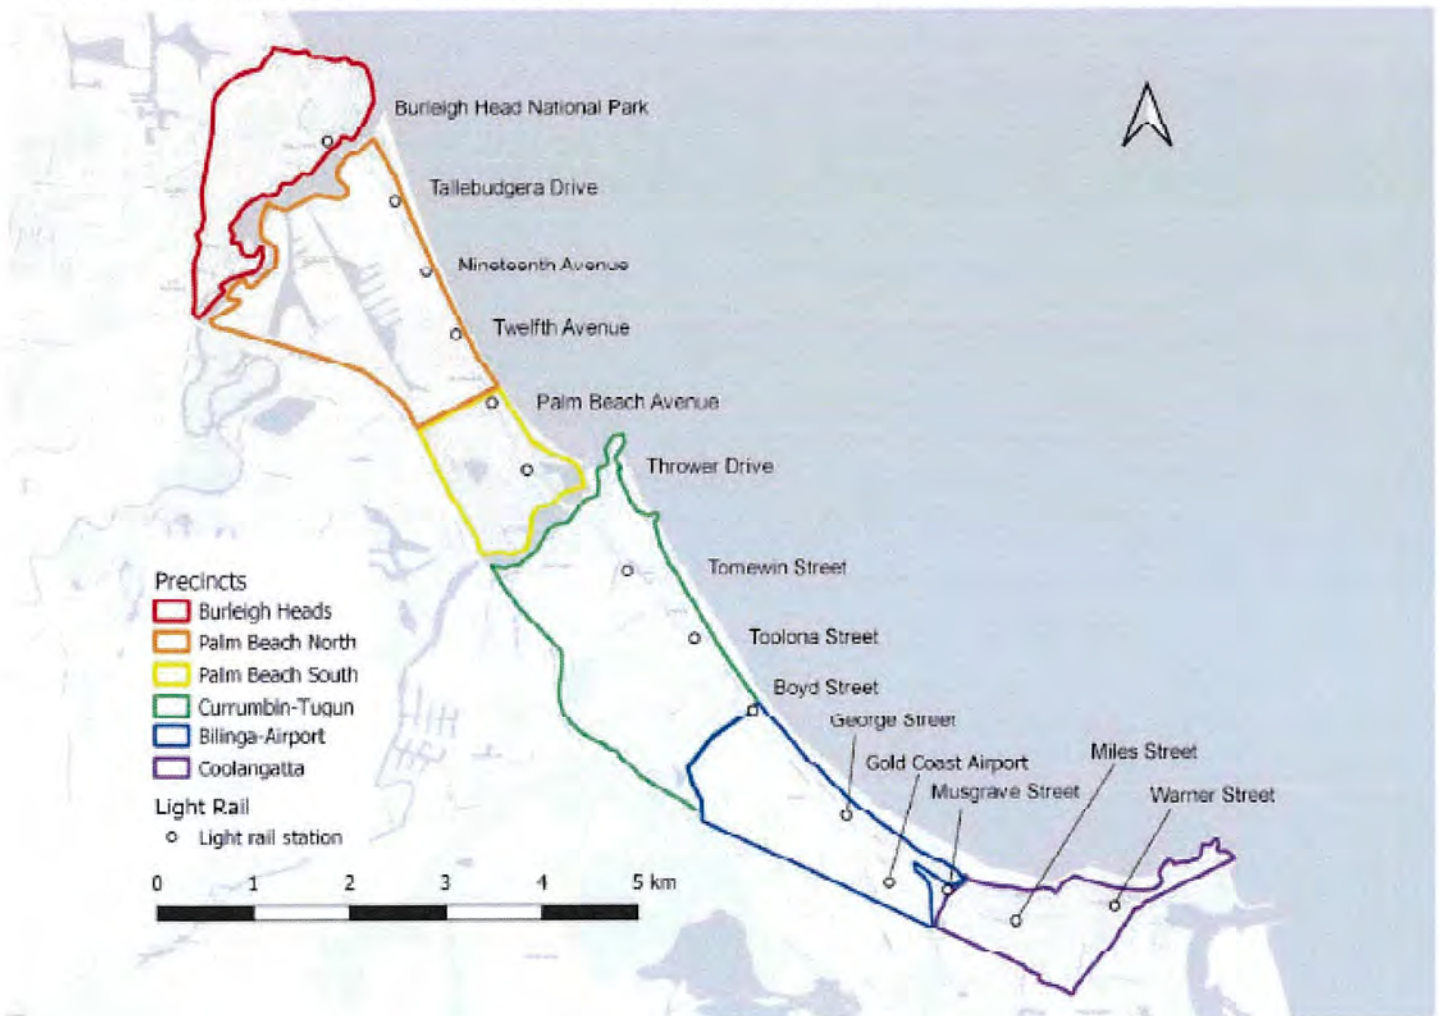 Burleigh Head National Park
Tallebudgera Drive
Nineteenth Avenue
Twelfth Avenue
Palm Beach Avenue
Thrower Drive
Tomewin Street
Toolona Street
Boyd Street
George Street
Gold Coast Airport
Miles Street
Musgrave Street
Warner Street
Precincts
Burleigh Heads
Palm Beach North
Palm Beach South
Currumbin-Tugun
Bilinga-Airport
Coolangatta
Light Rail
Light rail station
0 1 2 3 4 5 km